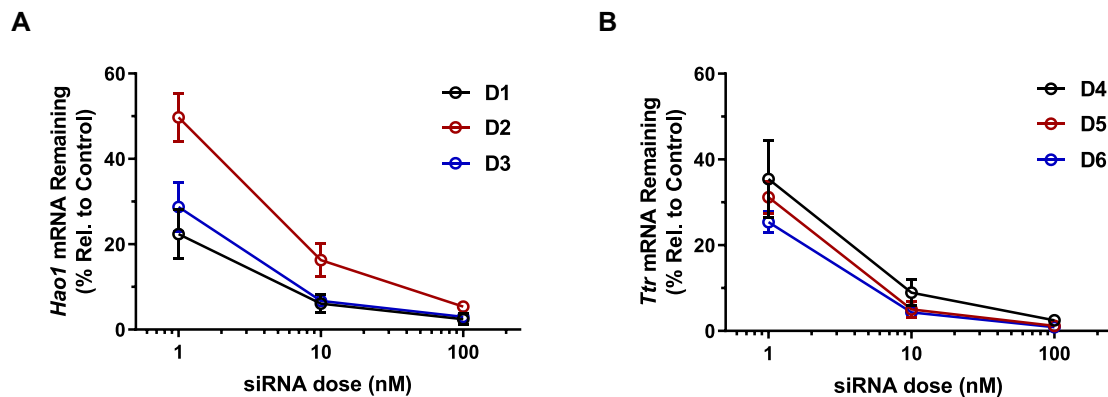 A
Hao1 mRNA Remaining
(% Rel. to Control)
60
40
20
0
1
10
100
siRNA dose (nM)
D1
D2
D3
B
Ttr mRNA Remaining
(% Rel. to Control)
60
40
20
0
1
10
100
siRNA dose (nM)
D4
D5
D6